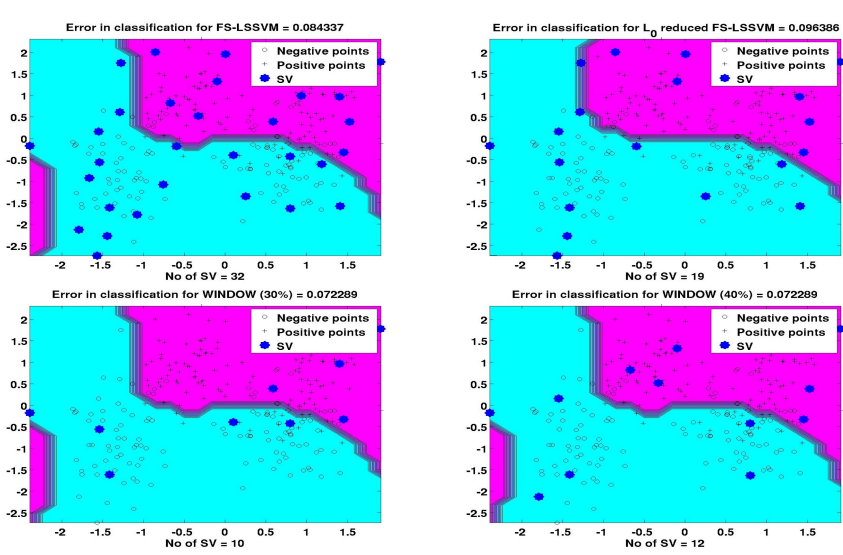 Error in classification for FS-LSSVM = 0.084337
Negative points
Positive points
SV
2
1.5
1
0.5
0
-0.5
-1
-1.5
-2
-2.5
-2 -1.5 -1 -0.5 0 0.5 1 1.5
No of SV = 32
Error in classification for L0 reduced FS-LSSVM = 0.096386
Negative points
Positive points
SV
2
1.5
1
0.5
0
-0.5
-1
-1.5
-2
-2.5
-2 -1.5 -1 -0.5 0 0.5 1 1.5
No of SV = 19
Error in classification for WINDOW (30%) = 0.072289
Negative points
Positive points
SV
2
1.5
1
0.5
0
-0.5
-1
-1.5
-2
-2.5
-2 -1.5 -1 -0.5 0 0.5 1 1.5
No of SV = 10
Error in classification for WINDOW (40%) = 0.072289
Negative points
Positive points
SV
2
1.5
1
0.5
0
-0.5
-1
-1.5
-2
-2.5
-2 -1.5 -1 -0.5 0 0.5 1 1.5
No of SV = 12